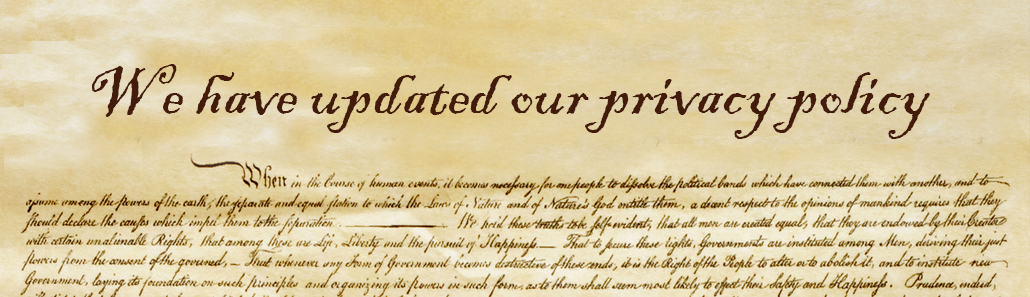 We have updated our privacy policy
When in the Course of human events, it becomes necessary for one people to dissolve the political bands which have connected them with another, and to
assume among the powers of the earth, the separate and equal station to which the Laws of Nature and of Nature's God entitle them, a decent respect to the opinions of mankind requires that they
should declare the causes which impel them to the separation. — We hold these truths to be self-evident, that all men are created equal, that they are endowed by their Creator
with certain unalienable Rights, that among these are Life, Liberty and the pursuit of Happiness. — That to secure these rights, Governments are instituted among Men, deriving their just
powers from the consent of the governed, — That whenever any Form of Government becomes destructive of these ends, it is the Right of the People to alter or to abolish it, and to institute new
Government, laying its foundation on such principles and organizing its powers in such form, as to them shall seem most likely to effect their Safety and Happiness. Prudence, indeed,